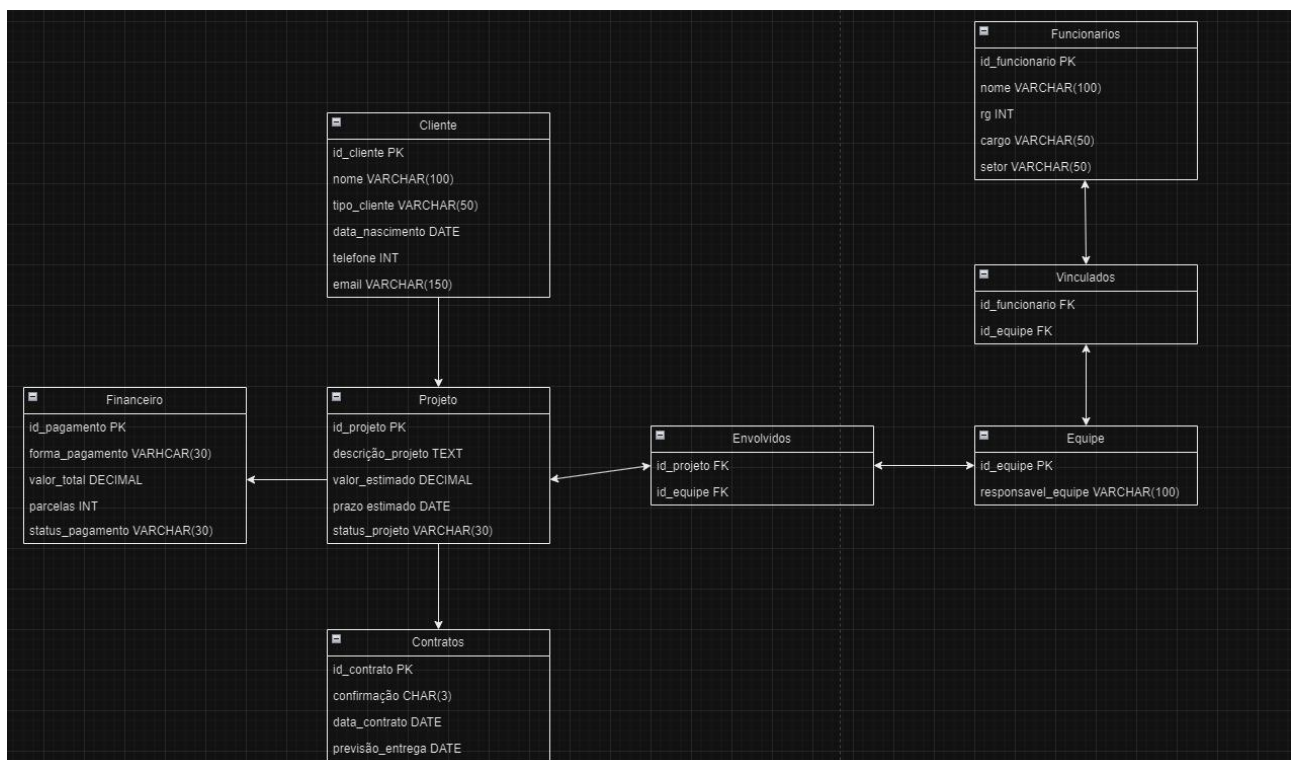 Funcionarios
id_funcionario PK
nome VARCHAR(100)
rg INT
cargo VARCHAR(50)
setor VARCHAR(50)
Cliente
id_cliente PK
nome VARCHAR(100)
tipo_cliente VARCHAR(50)
data_nascimento DATE
telefone INT
email VARCHAR(150)
Vinculados
id_funcionario FK
id_equipe FK
Financeiro
id_pagamento PK
forma_pagamento VARHCAR(30)
valor_total DECIMAL
parcelas INT
status_pagamento VARCHAR(30)
Projeto
id_projeto PK
descrição_projeto TEXT
valor_estimado DECIMAL
prazo estimado DATE
status_projeto VARCHAR(30)
Envolvidos
id_projeto FK
id_equipe FK
Equipe
id_equipe PK
responsavel_equipe VARCHAR(100)
Contratos
id_contrato PK
confirmação CHAR(3)
data_contrato DATE
previsão_entrega DATE